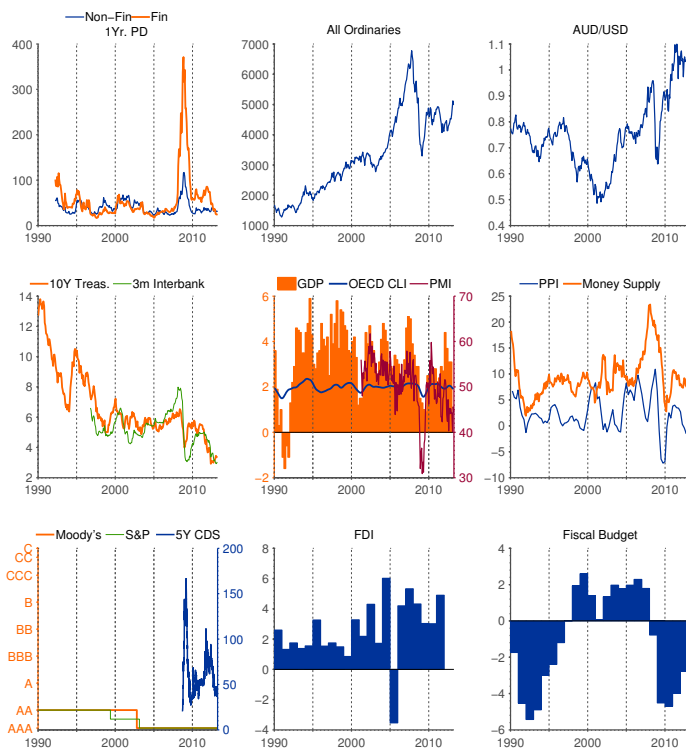 Non-Fin Fin
1Yr. PD
400
300
200
100
0
1990 2000 2010
All Ordinaries
7000
6000
5000
4000
3000
2000
1000
1990 2000 2010
AUD/USD
1.1
1
0.9
0.8
0.7
0.6
0.5
0.4
1990 2000 2010
10Y Treas. 3m Interbank
14
12
10
8
6
4
2
1990 2000 2010
GDP OECD CLI PMI
6
4
2
0
−2
70
60
50
40
30
1990 2000 2010
PPI Money Supply
25
20
15
10
5
0
−5
−10
1990 2000 2010
Moody's S&P 5Y CDS
C
CC
CCC
B
BB
BBB
A
AA
AAA
200
150
100
50
0
1990 2000 2010
FDI
8
6
4
2
0
−2
−4
1990 2000 2010
Fiscal Budget
4
2
0
−2
−4
−6
1990 2000 2010